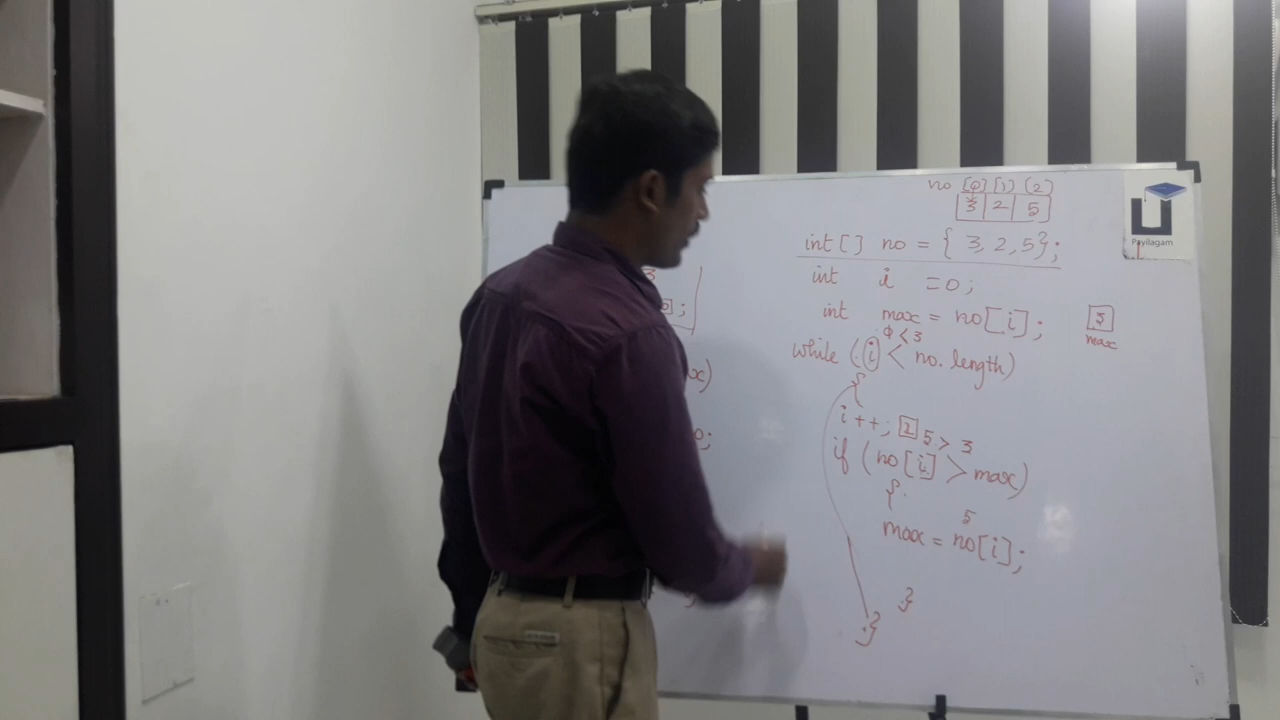 no [0] [1] [2]
3 2 5
int [ ] no = { 3, 2, 5 };
int i = 0;
int max = no[i];
max
0 < 3
while ( i < no.length)
{
i ++;
5 > 3
if ( no[i] > max)
{
5
max = no[i];
}
}
3
;
x)
0;
Payilagam